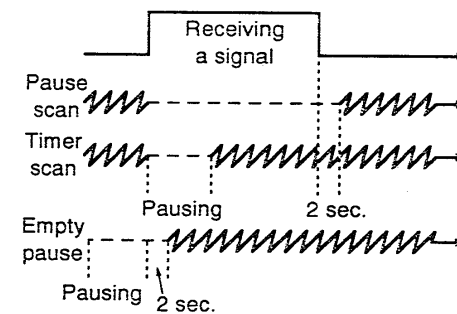 Receiving
a signal
Pause
scan
Timer
scan
Pausing
2 sec.
Empty
pause
Pausing
2 sec.